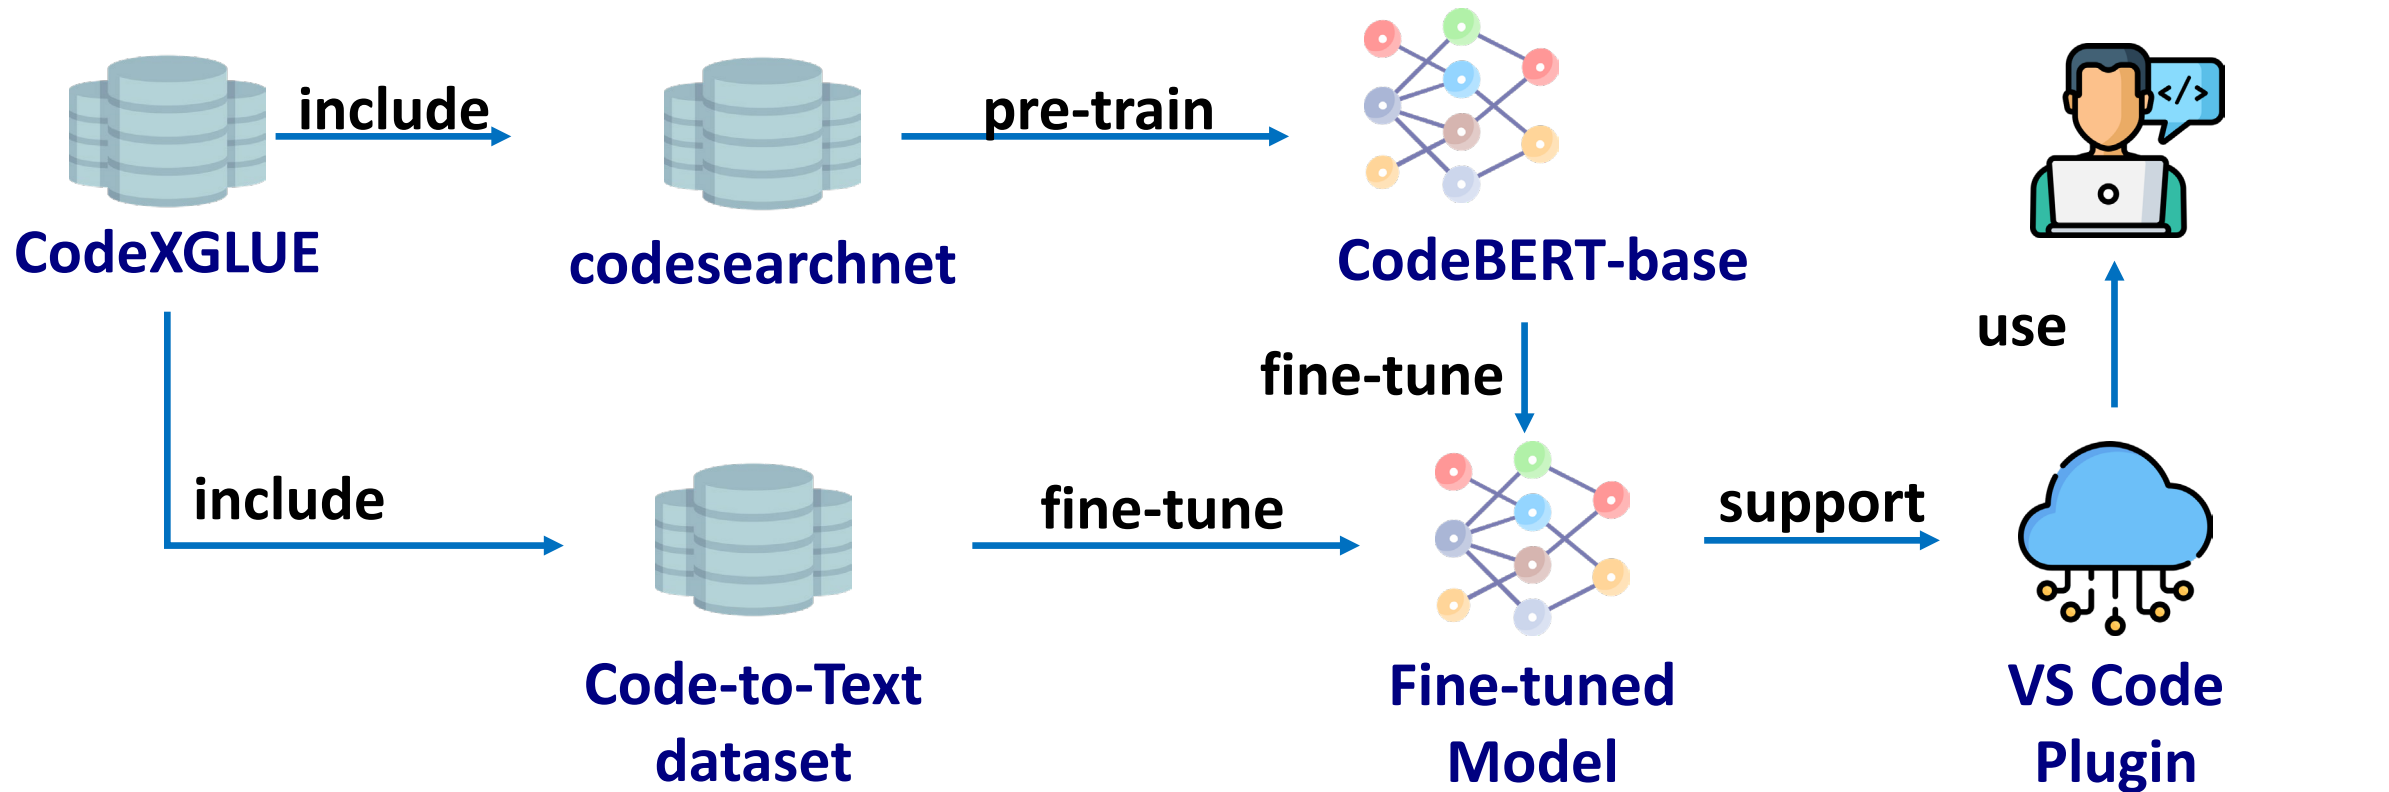 include
pre-train
</>
CodeXGLUE
codesearchnet
CodeBERT-base
use
fine-tune
include
fine-tune
support
Code-to-Text
dataset
Fine-tuned
Model
VS Code
Plugin